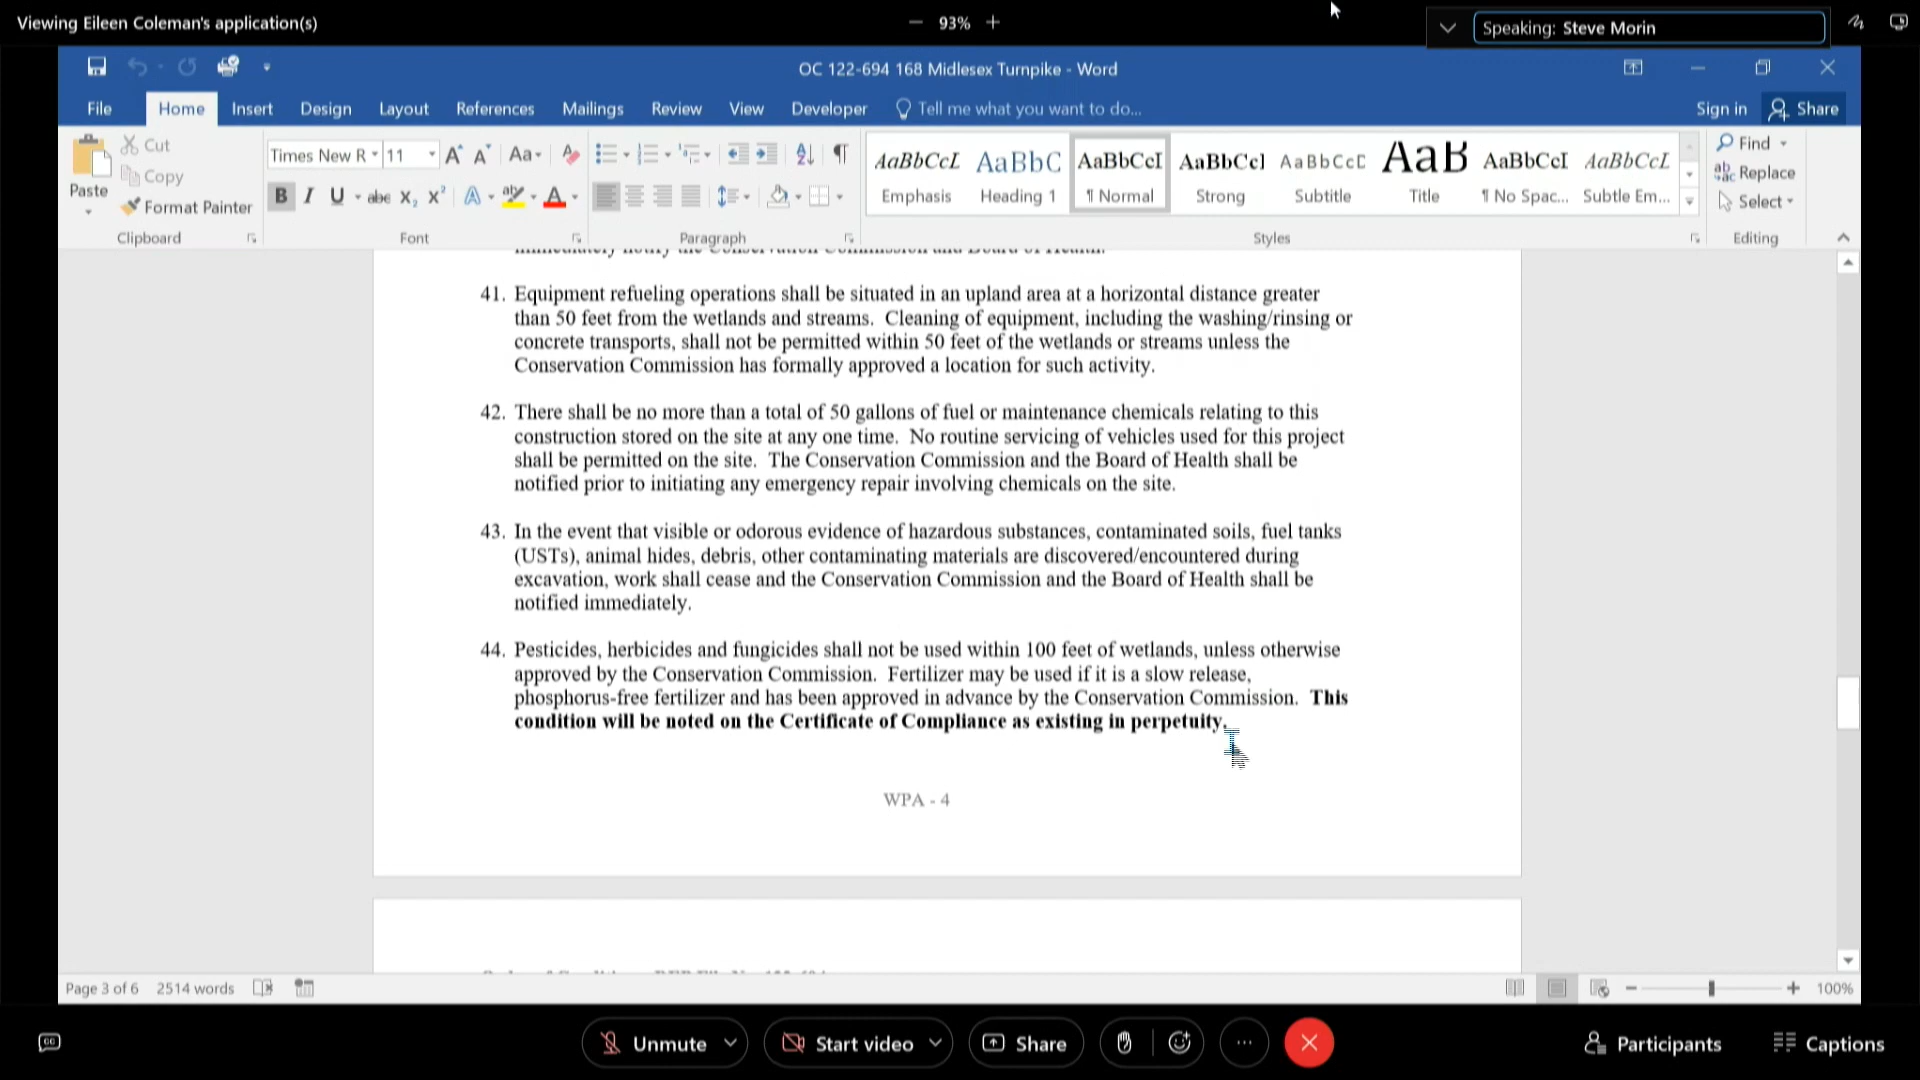 Viewing Eileen Coleman's application(s)
93%
Speaking: Steve Morin
OC 122-694 168 Midlesex Turnpike - Word
File Home Insert Design Layout References Mailings Review View Developer Tell me what you want to do... Sign in Share
Paste
Cut
Copy
Format Painter
Clipboard
Times New R 11
Font
Paragraph
AaBbCcL AaBbC AaBbCcI AaBbCcl AaBbCcD AaB AaBbCcI AaBbCcL
Emphasis Heading 1 ¶ Normal Strong Subtitle Title ¶ No Spac... Subtle Em...
Styles
Find
Replace
Select
Editing
immediately notify the Conservation Commission and Board of Health.
41. Equipment refueling operations shall be situated in an upland area at a horizontal distance greater
than 50 feet from the wetlands and streams. Cleaning of equipment, including the washing/rinsing or
concrete transports, shall not be permitted within 50 feet of the wetlands or streams unless the
Conservation Commission has formally approved a location for such activity.
42. There shall be no more than a total of 50 gallons of fuel or maintenance chemicals relating to this
construction stored on the site at any one time. No routine servicing of vehicles used for this project
shall be permitted on the site. The Conservation Commission and the Board of Health shall be
notified prior to initiating any emergency repair involving chemicals on the site.
43. In the event that visible or odorous evidence of hazardous substances, contaminated soils, fuel tanks
(USTs), animal hides, debris, other contaminating materials are discovered/encountered during
excavation, work shall cease and the Conservation Commission and the Board of Health shall be
notified immediately.
44. Pesticides, herbicides and fungicides shall not be used within 100 feet of wetlands, unless otherwise
approved by the Conservation Commission. Fertilizer may be used if it is a slow release,
phosphorus-free fertilizer and has been approved in advance by the Conservation Commission. This
condition will be noted on the Certificate of Compliance as existing in perpetuity.
WPA - 4
Page 3 of 6 2514 words
100%
Unmute
Start video
Share
Participants
Captions